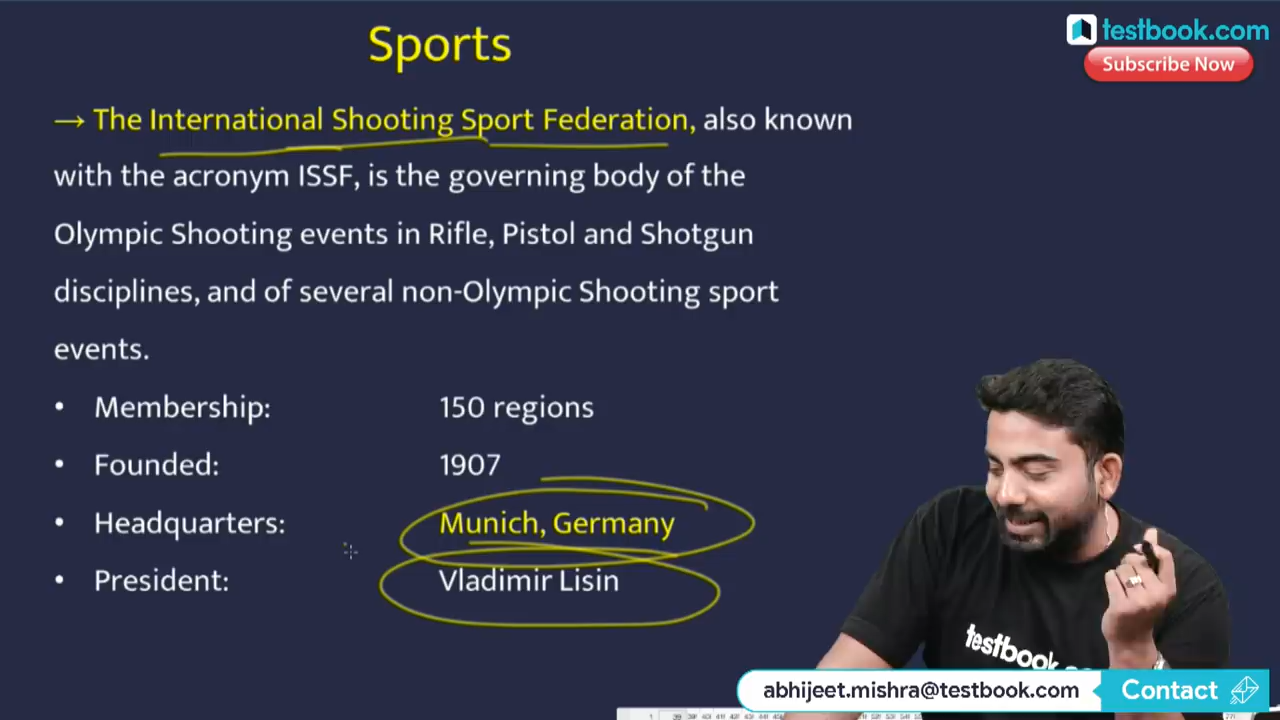 Sports
testbook.com
Subscribe Now
→ The International Shooting Sport Federation, also known
with the acronym ISSF, is the governing body of the
Olympic Shooting events in Rifle, Pistol and Shotgun
disciplines, and of several non-Olympic Shooting sport
events.
• Membership: 150 regions
• Founded: 1907
• Headquarters: Munich, Germany
• President: Vladimir Lisin
testbook
abhijeet.mishra@testbook.com
Contact